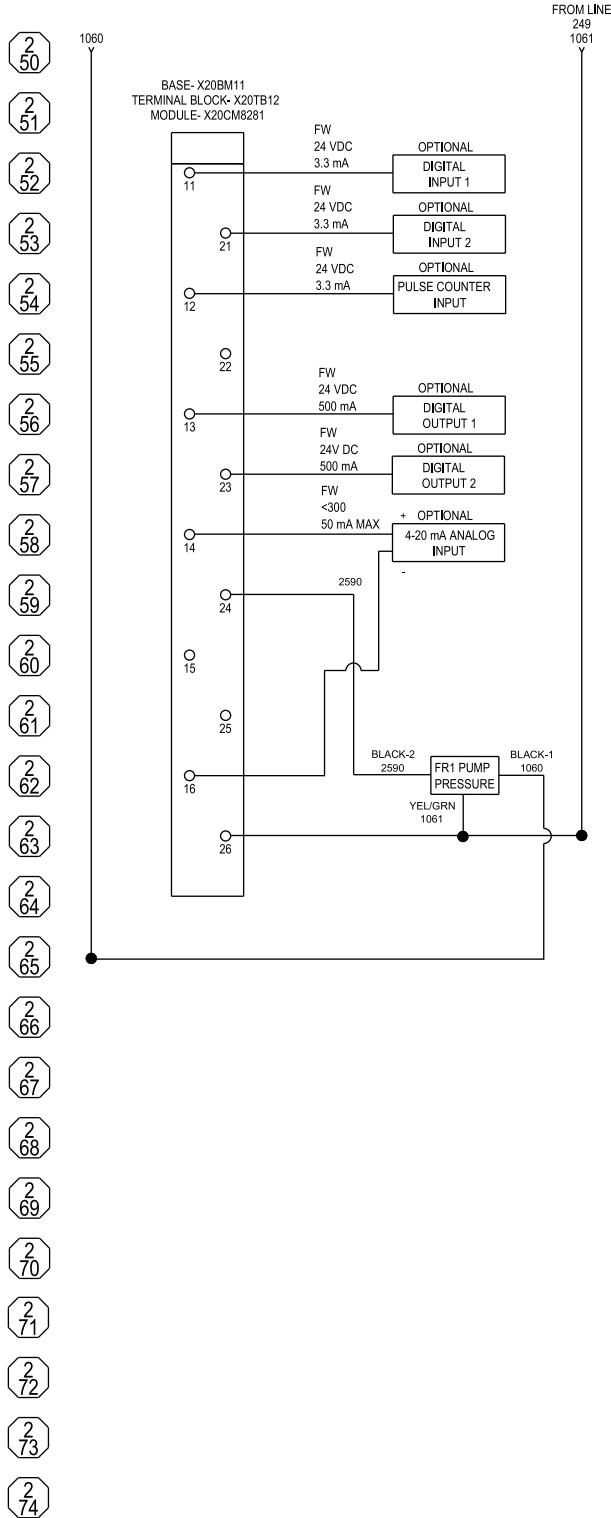 FROM LINE
249
1060
1061
2
50
BASE- X20BM11
TERMINAL BLOCK- X20TB12
MODULE- X20CM8281
2
51
FW
24 VDC
3.3 mA
OPTIONAL
DIGITAL
INPUT 1
2
52
11
FW
24 VDC
3.3 mA
OPTIONAL
DIGITAL
INPUT 2
2
53
21
FW
24 VDC
3.3 mA
OPTIONAL
PULSE COUNTER
INPUT
2
54
12
2
55
22
FW
24 VDC
500 mA
OPTIONAL
DIGITAL
OUTPUT 1
2
56
13
FW
24V DC
500 mA
OPTIONAL
DIGITAL
OUTPUT 2
2
57
23
FW
<300
50 mA MAX
+ OPTIONAL
4-20 mA ANALOG
INPUT
-
2
58
14
2590
2
59
24
2
60
15
2
61
25
BLACK-2
2590
FR1 PUMP
PRESSURE
BLACK-1
1060
2
62
16
YEL/GRN
1061
2
63
26
2
64
2
65
2
66
2
67
2
68
2
69
2
70
2
71
2
72
2
73
2
74